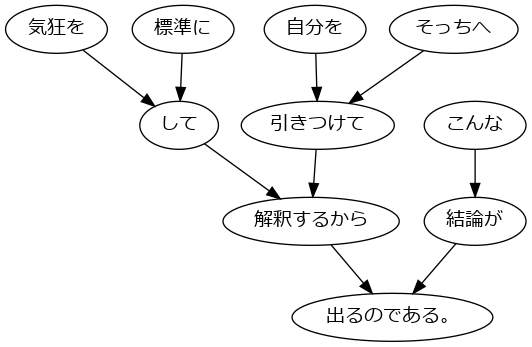 気狂を
標準に
自分を
そっちへ
して
引きつけて
こんな
解釈するから
結論が
出るのである。